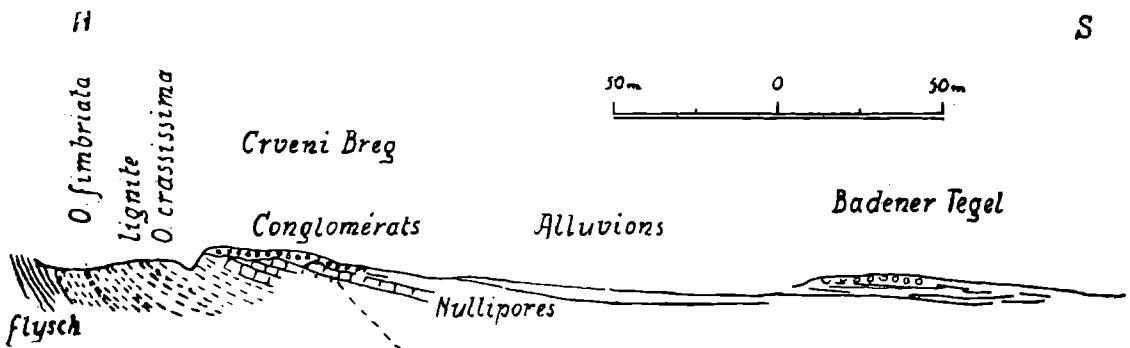 N S
50m 0 50m
O. fimbriata
lignite
O. crassissima
Crveni Breg
Badener Tegel
Conglomérats
Alluvions
Nullipores
flysch